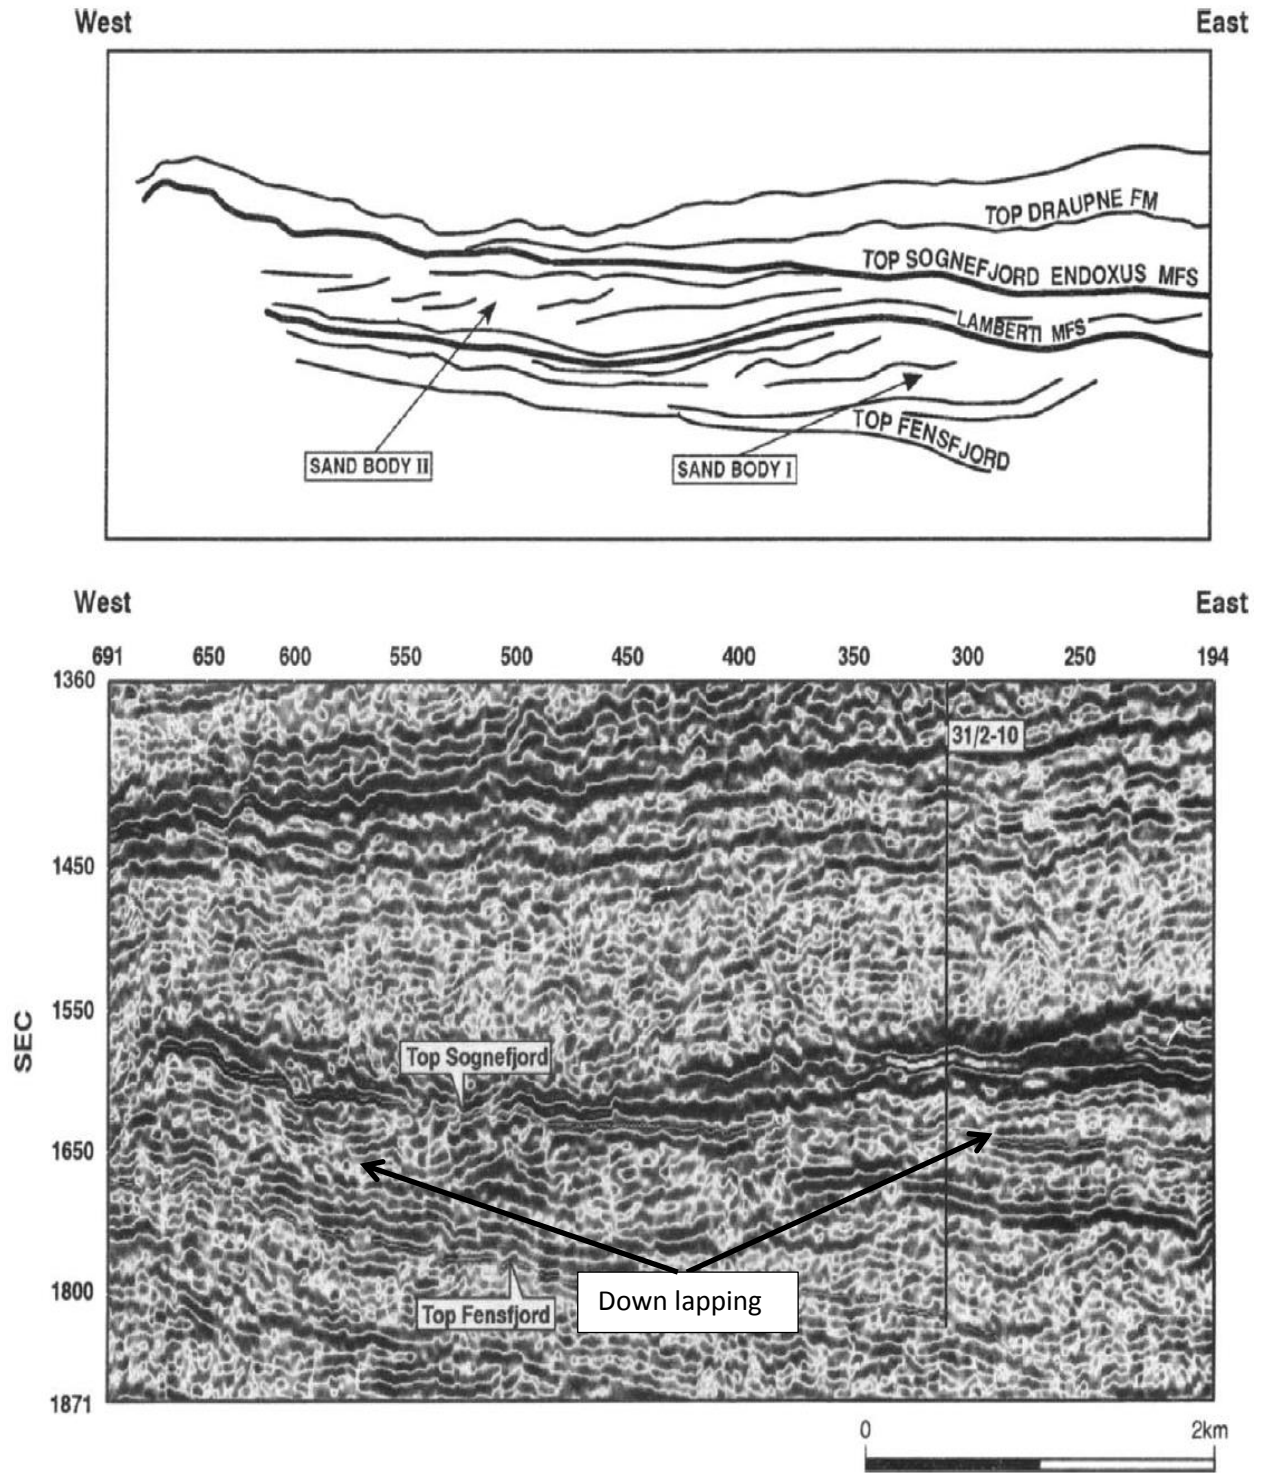 West East
TOP DRAUPNE FM
TOP SOGNEFJORD ENDOXUS MFS
LAMBERTI MFS
TOP FENSFJORD
SAND BODY II
SAND BODY I
West East
691 650 600 550 500 450 400 350 300 250 194
1360
31/2-10
1450
1550
SEC
Top Sognefjord
1650
1800
Down lapping
Top Fensfjord
1871
0 2km